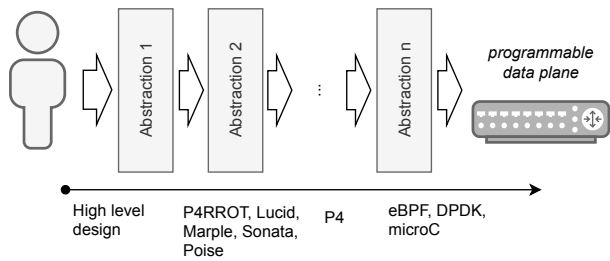 Abstraction 1
Abstraction 2
...
Abstraction n
programmable
data plane
High level
design
P4RROT, Lucid,
Marple, Sonata,
Poise
P4
eBPF, DPDK,
microC